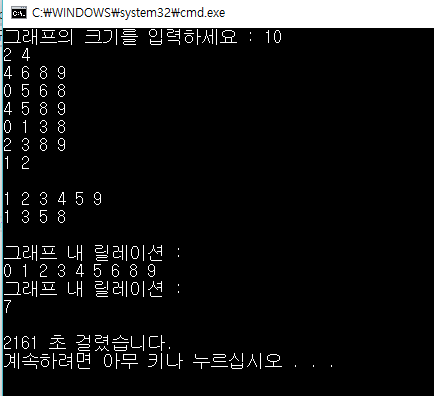 C:\WINDOWS\system32\cmd.exe
그래프의 크기를 입력하세요 : 10
2 4
4 6 8 9
0 5 6 8
4 5 8 9
0 1 3 8
2 3 8 9
1 2
1 2 3 4 5 9
1 3 5 8
그래프 내 릴레이션 :
0 1 2 3 4 5 6 8 9
그래프 내 릴레이션 :
7
2161 초 걸렸습니다.
계속하려면 아무 키나 누르십시오 . . .